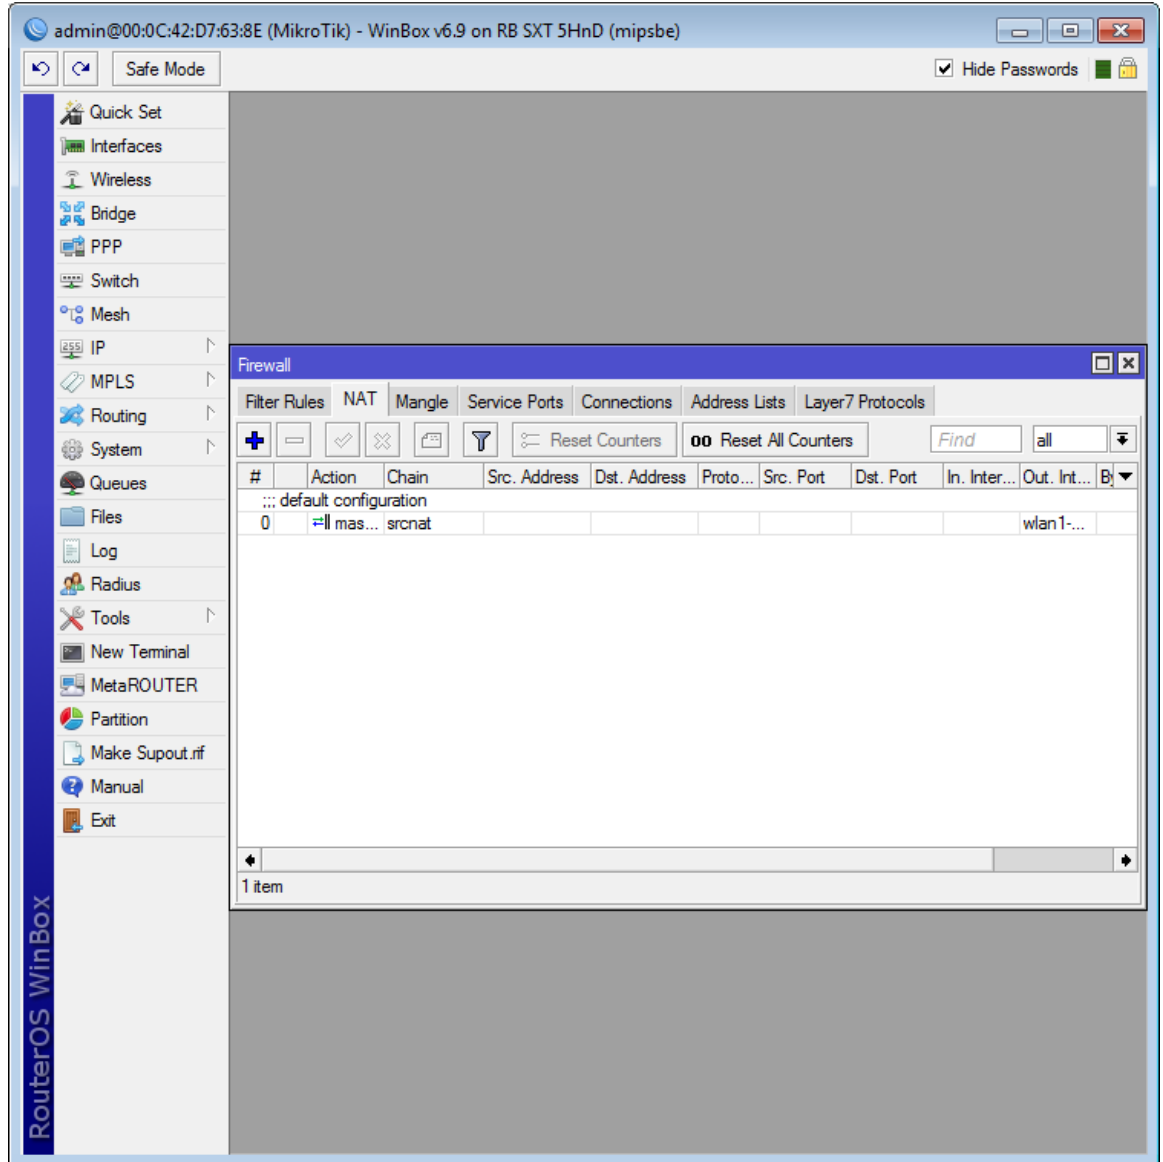 admin@00:0C:42:D7:63:8E (MikroTik) - WinBox v6.9 on RB SXT 5HnD (mipsbe)
Safe Mode Hide Passwords
Quick Set
Interfaces
Wireless
Bridge
PPP
Switch
Mesh
255 IP
MPLS
Routing
System
Queues
Files
Log
Radius
Tools
New Terminal
MetaROUTER
Partition
Make Supout.rif
Manual
Exit
RouterOS WinBox
Firewall
Filter Rules NAT Mangle Service Ports Connections Address Lists Layer7 Protocols
Reset Counters 00 Reset All Counters Find all
# Action Chain Src. Address Dst. Address Proto... Src. Port Dst. Port In. Inter... Out. Int... By
;;; default configuration
0 mas... srcnat wlan1-...
1 item